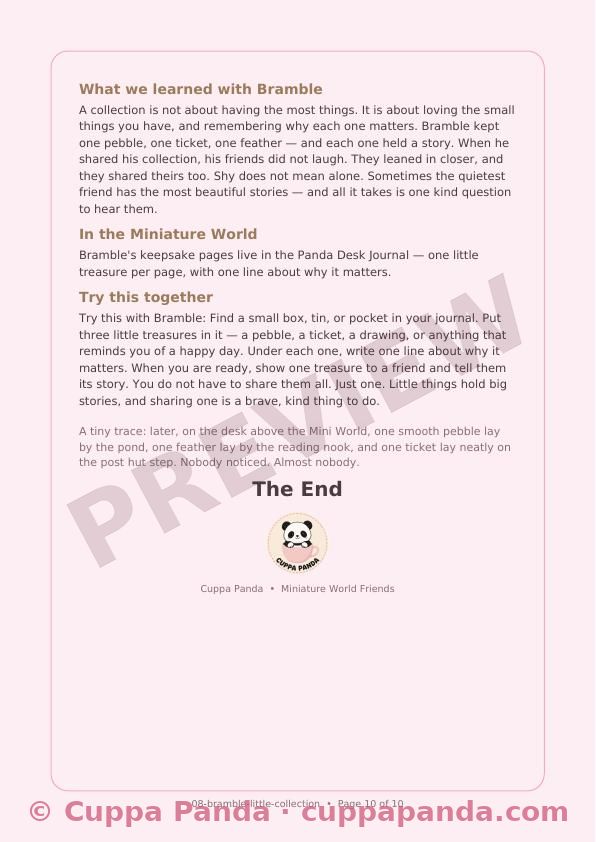 What we learned with Bramble
A collection is not about having the most things. It is about loving the small
things you have, and remembering why each one matters. Bramble kept
one pebble, one ticket, one feather — and each one held a story. When he
shared his collection, his friends did not laugh. They leaned in closer, and
they shared theirs too. Shy does not mean alone. Sometimes the quietest
friend has the most beautiful stories — and all it takes is one kind question
to hear them.
In the Miniature World
Bramble's keepsake pages live in the Panda Desk Journal — one little
treasure per page, with one line about why it matters.
Try this together
Try this with Bramble: Find a small box, tin, or pocket in your journal. Put
three little treasures in it — a pebble, a ticket, a drawing, or anything that
reminds you of a happy day. Under each one, write one line about why it
matters. When you are ready, show one treasure to a friend and tell them
its story. You do not have to share them all. Just one. Little things hold big
stories, and sharing one is a brave, kind thing to do.
A tiny trace: later, on the desk above the Mini World, one smooth pebble lay
by the pond, one feather lay by the reading nook, and one ticket lay neatly on
the post hut step. Nobody noticed. Almost nobody.
PREVIEW
The End
CUPPA PANDA
Cuppa Panda • Miniature World Friends
08-bramble-little-collection • Page 10 of 10
© Cuppa Panda · cuppapanda.com